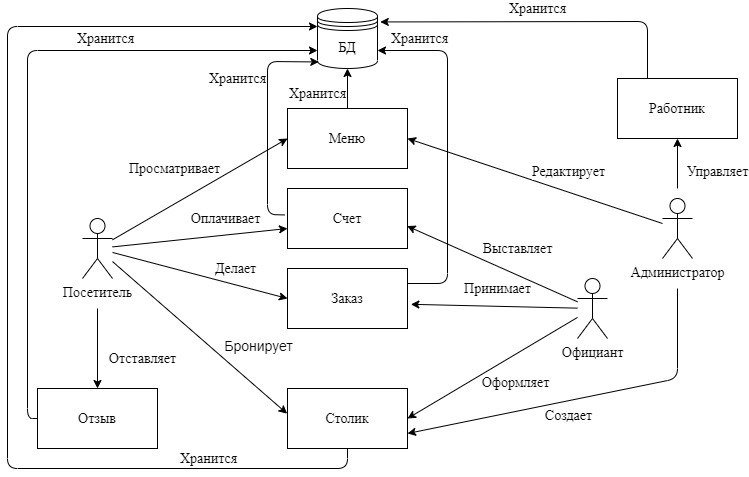 Хранится
Хранится
БД
Хранится
Хранится
Хранится
Работник
Меню
Просматривает
Редактирует
Управляет
Оплачивает
Счет
Выставляет
Делает
Администратор
Посетитель
Заказ
Принимает
Бронирует
Официант
Отставляет
Оформляет
Отзыв
Столик
Создает
Хранится